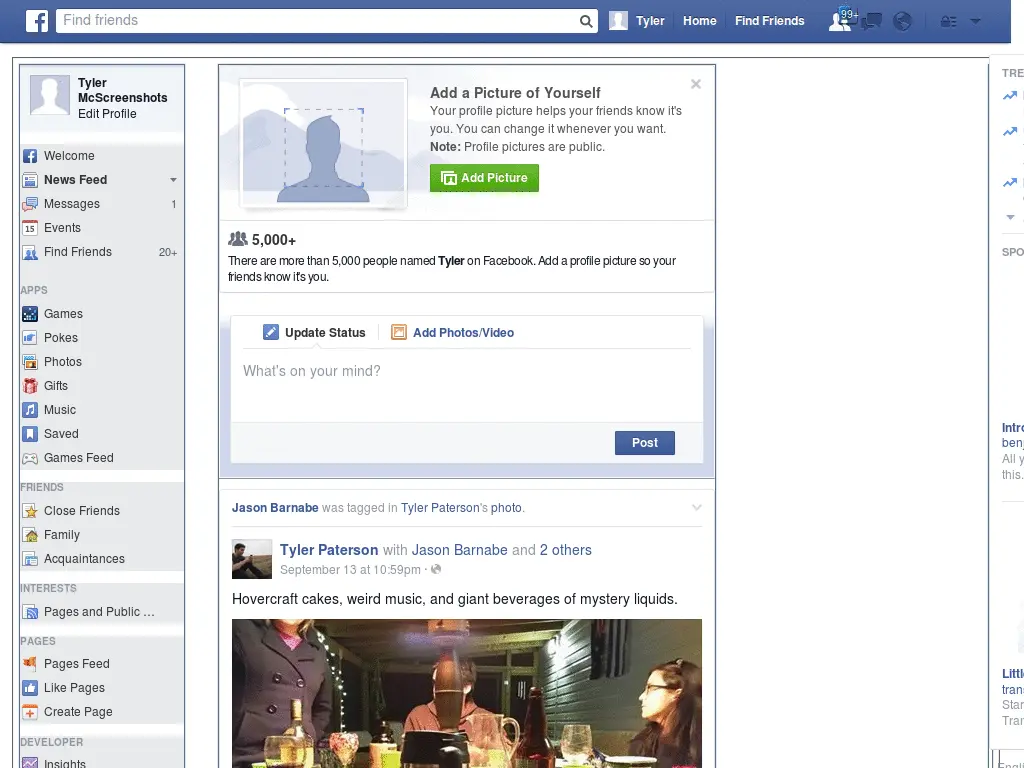 Find friends
Tyler
Home
Find Friends
99+
Tyler
McScreenshots
Edit Profile
Welcome
News Feed
Messages 1
15 Events
Find Friends 20+
APPS
Games
Pokes
Photos
Gifts
Music
Saved
Games Feed
FRIENDS
Close Friends
Family
Acquaintances
INTERESTS
Pages and Public ...
PAGES
Pages Feed
Like Pages
Create Page
DEVELOPER
Insights
Add a Picture of Yourself
Your profile picture helps your friends know it's
you. You can change it whenever you want.
Note: Profile pictures are public.
Add Picture
5,000+
There are more than 5,000 people named Tyler on Facebook. Add a profile picture so your
friends know it's you.
Update Status
Add Photos/Video
What's on your mind?
Post
Jason Barnabe was tagged in Tyler Paterson's photo.
Tyler Paterson with Jason Barnabe and 2 others
September 13 at 10:59pm ·
Hovercraft cakes, weird music, and giant beverages of mystery liquids.
TRE
SPO
Intro
benj
All y
this.
Littl
tran
Star
Tran
Engli